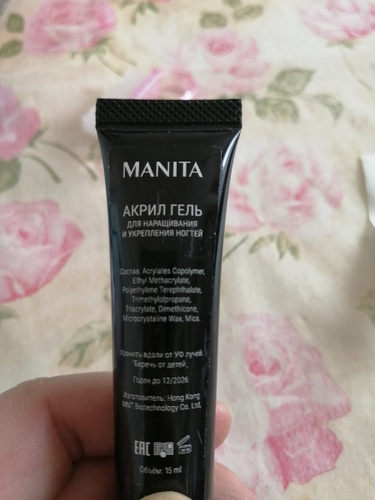 MANITA
АКРИЛ ГЕЛЬ
ДЛЯ НАРАЩИВАНИЯ
И УКРЕПЛЕНИЯ НОГТЕЙ
Состав: Acrylates Copolymer,
Ethyl Methacrylate,
Polyethylene Terephthalate,
Trimethylolpropane,
Triacrylate, Dimethicone,
Microcrystaline Wax, Mica.
Хранить вдали от УФ лучей.
Беречь от детей.
Годен до 12/2026
Изготовитель: Hong Kong
MNT Biotechnology Co. Ltd.
EAC
Объём: 15 ml